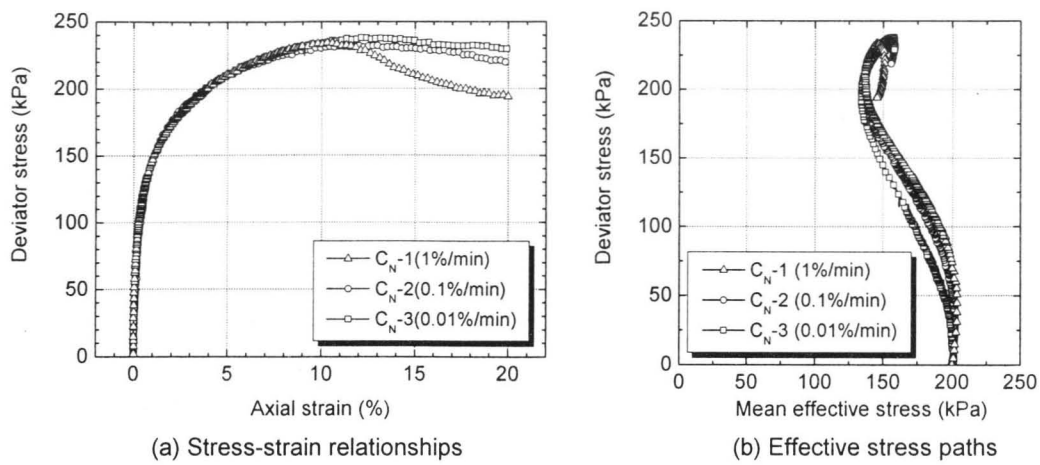 250
200
150
100
50
0
Deviator stress (kPa)
0 5 10 15 20
Axial strain (%)
C_N-1(1%/min)
C_N-2(0.1%/min)
C_N-3(0.01%/min)
(a) Stress-strain relationships
250
200
150
100
50
0
Deviator stress (kPa)
0 50 100 150 200 250
Mean effective stress (kPa)
C_N-1 (1%/min)
C_N-2 (0.1%/min)
C_N-3 (0.01%/min)
(b) Effective stress paths